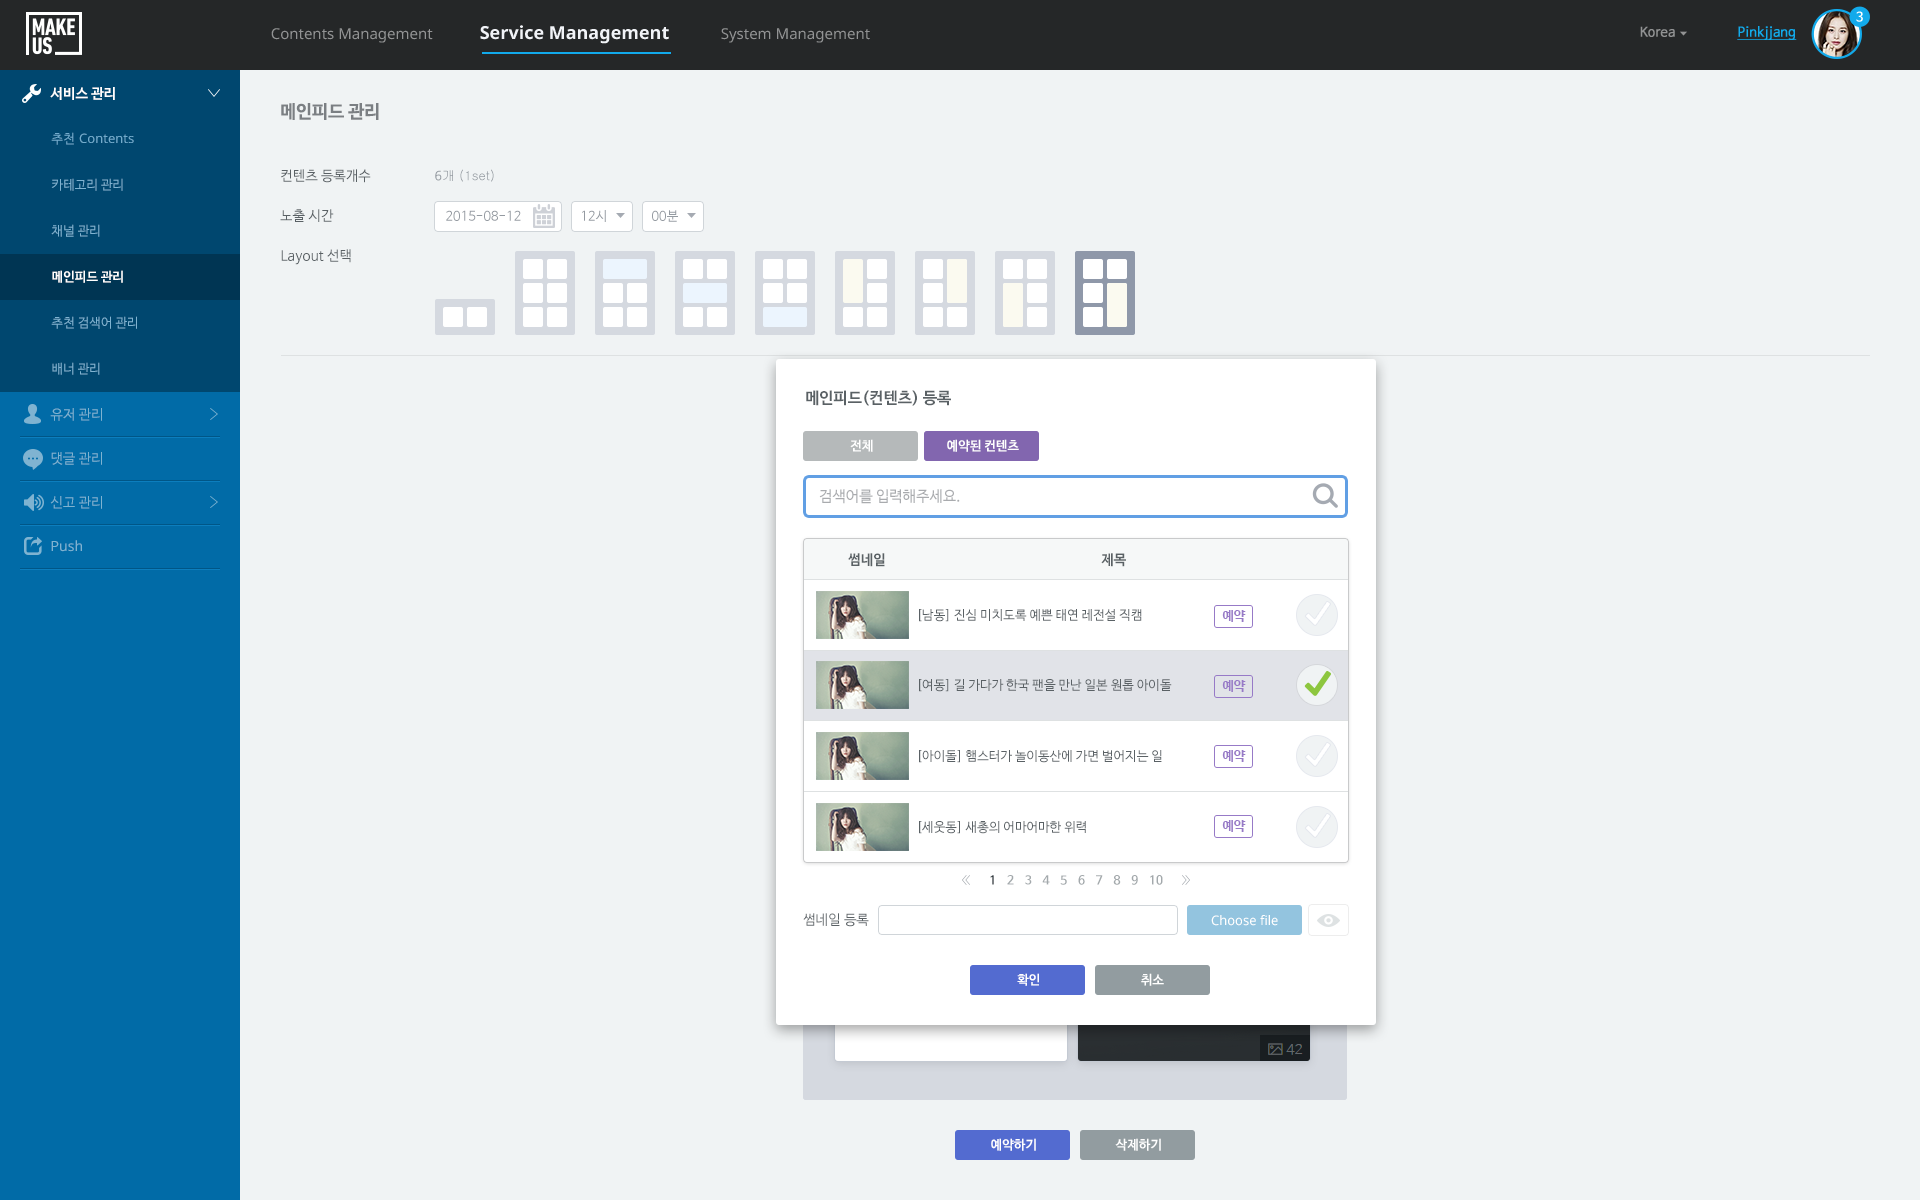 MAKE
US
Contents Management
Service Management
System Management
Korea
Pinkjjang
3
서비스 관리
추천 Contents
카테고리 관리
채널 관리
메인피드 관리
추천 검색어 관리
배너 관리
유저 관리
댓글 관리
신고 관리
Push
메인피드 관리
컨텐츠 등록개수
6개 (1set)
노출 시간
2015-08-12
12시
00분
Layout 선택
메인피드(컨텐츠) 등록
전체
예약된 컨텐츠
검색어를 입력해주세요.
썸네일
제목
[남동] 진심 미치도록 예쁜 태연 레전설 직캠
예약
[여동] 길 가다가 한국 팬을 만난 일본 원톱 아이돌
예약
[아이돌] 햄스터가 놀이동산에 가면 벌어지는 일
예약
[세웃동] 새총의 어마어마한 위력
예약
« 1 2 3 4 5 6 7 8 9 10 »
썸네일 등록
Choose file
확인
취소
42
예약하기
삭제하기